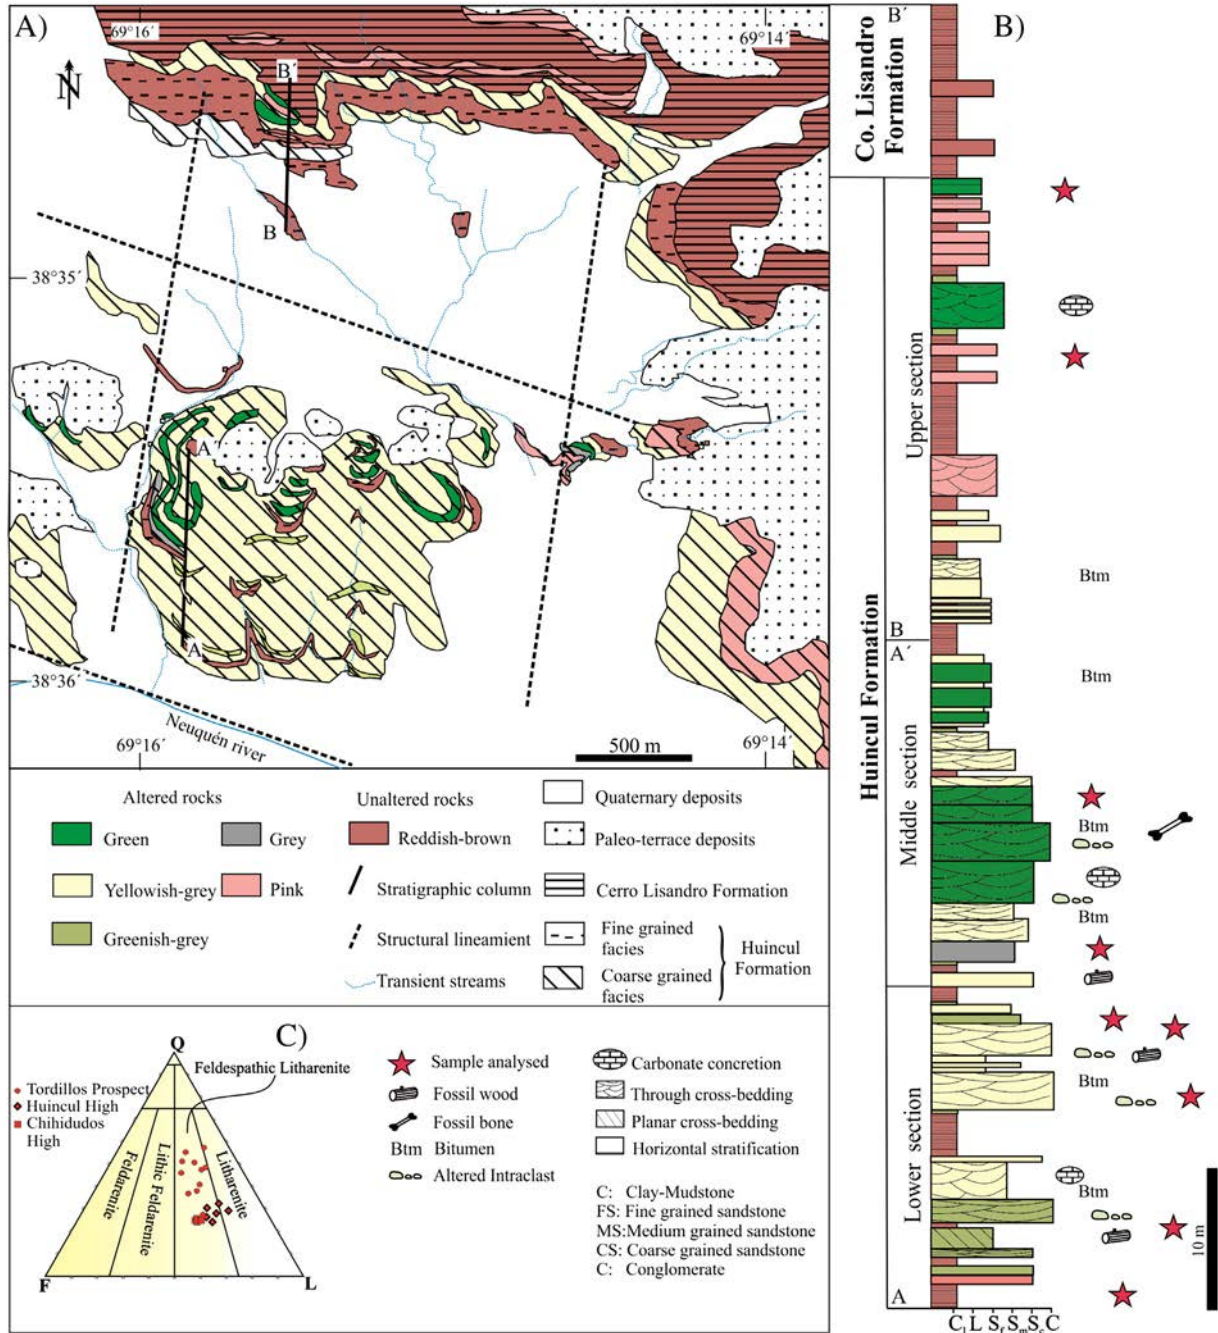 A)
69°16´
69°14´
N
B´
B
38°35´
A´
A
38°36´
Neuquén river
69°16´
500 m
69°14´
Altered rocks
Green
Grey
Yellowish-grey
Pink
Greenish-grey
Unaltered rocks
Reddish-brown
Stratigraphic column
Structural lineamient
Transient streams
Quaternary deposits
Paleo-terrace deposits
Cerro Lisandro Formation
Fine grained
facies
Coarse grained
facies
Huincul
Formation
B)
B´
Co. Lisandro
Formation
Huincul Formation
Upper section
Btm
B
A´
Btm
Middle section
Btm
Btm
Lower section
Btm
Btm
A
10 m
Cl L Sf Sm Sc C
C)
Q
Feldespathic Litharenite
Tordillos Prospect
Huincul High
Chihidudos
High
Feldarenite
Lithic Feldarenite
Litharenite
F
L
Sample analysed
Fossil wood
Fossil bone
Btm Bitumen
Altered Intraclast
Carbonate concretion
Through cross-bedding
Planar cross-bedding
Horizontal stratification
C: Clay-Mudstone
FS: Fine grained sandstone
MS:Medium grained sandstone
CS: Coarse grained sandstone
C: Conglomerate